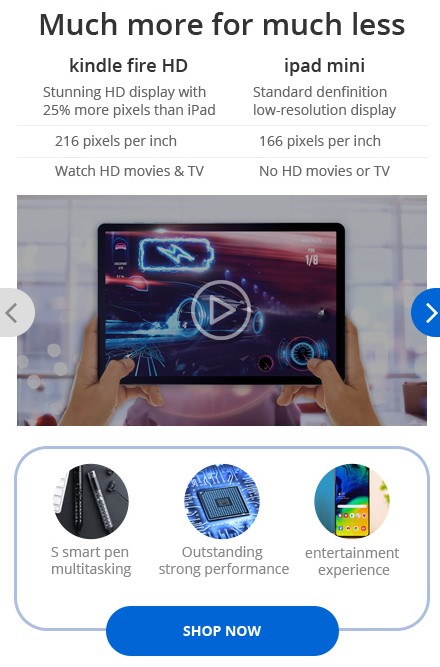 Much more for much less
kindle fire HD
ipad mini
Stunning HD display with
25% more pixels than iPad
Standard denfinition
low-resolution display
216 pixels per inch
166 pixels per inch
Watch HD movies & TV
No HD movies or TV
1/8
S smart pen
multitasking
Outstanding
strong performance
entertainment
experience
SHOP NOW